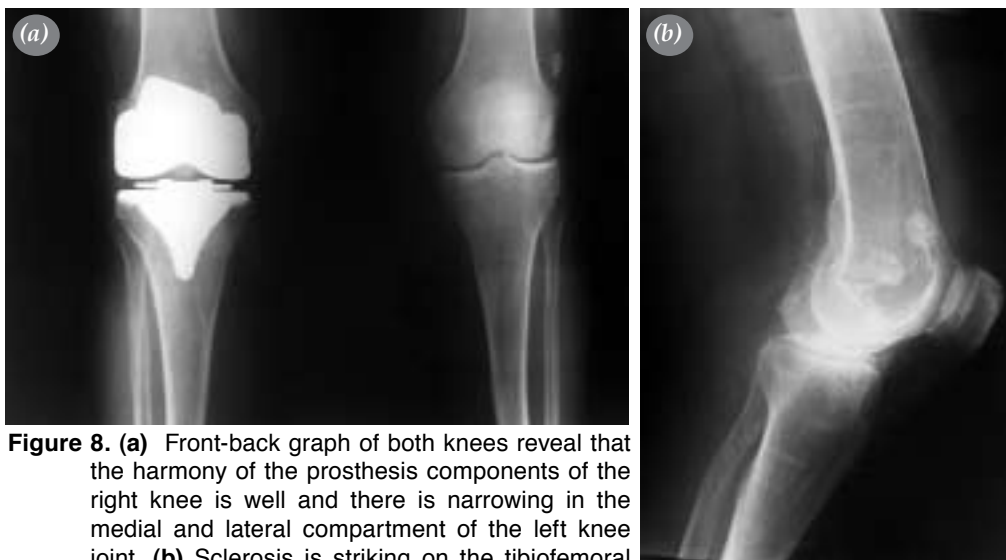 (a)
(b)
Figure 8. (a) Front-back graph of both knees reveal that
the harmony of the prosthesis components of the
right knee is well and there is narrowing in the
medial and lateral compartment of the left knee
joint. (b) Sclerosis is striking on the tibiofemoral